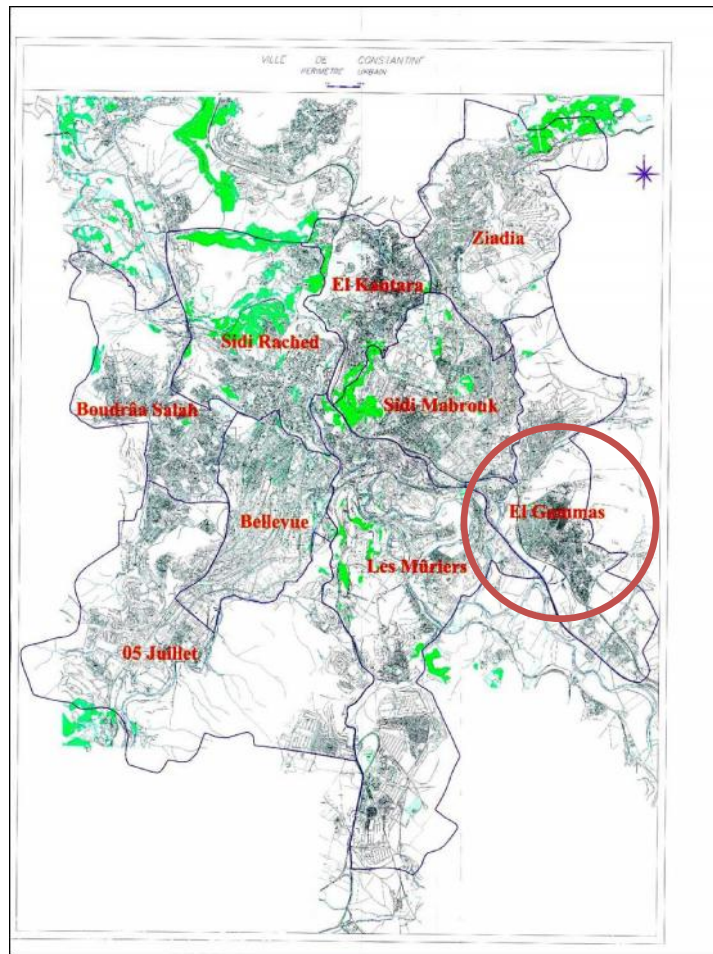 VILLE DE CONSTANTINE
PERIMETRE URBAIN
Ziadia
El Kantara
Sidi Rached
Boudrâa Salah
Sidi Mabrouk
El Gammas
Bellevue
Les Mûriers
05 Juillet